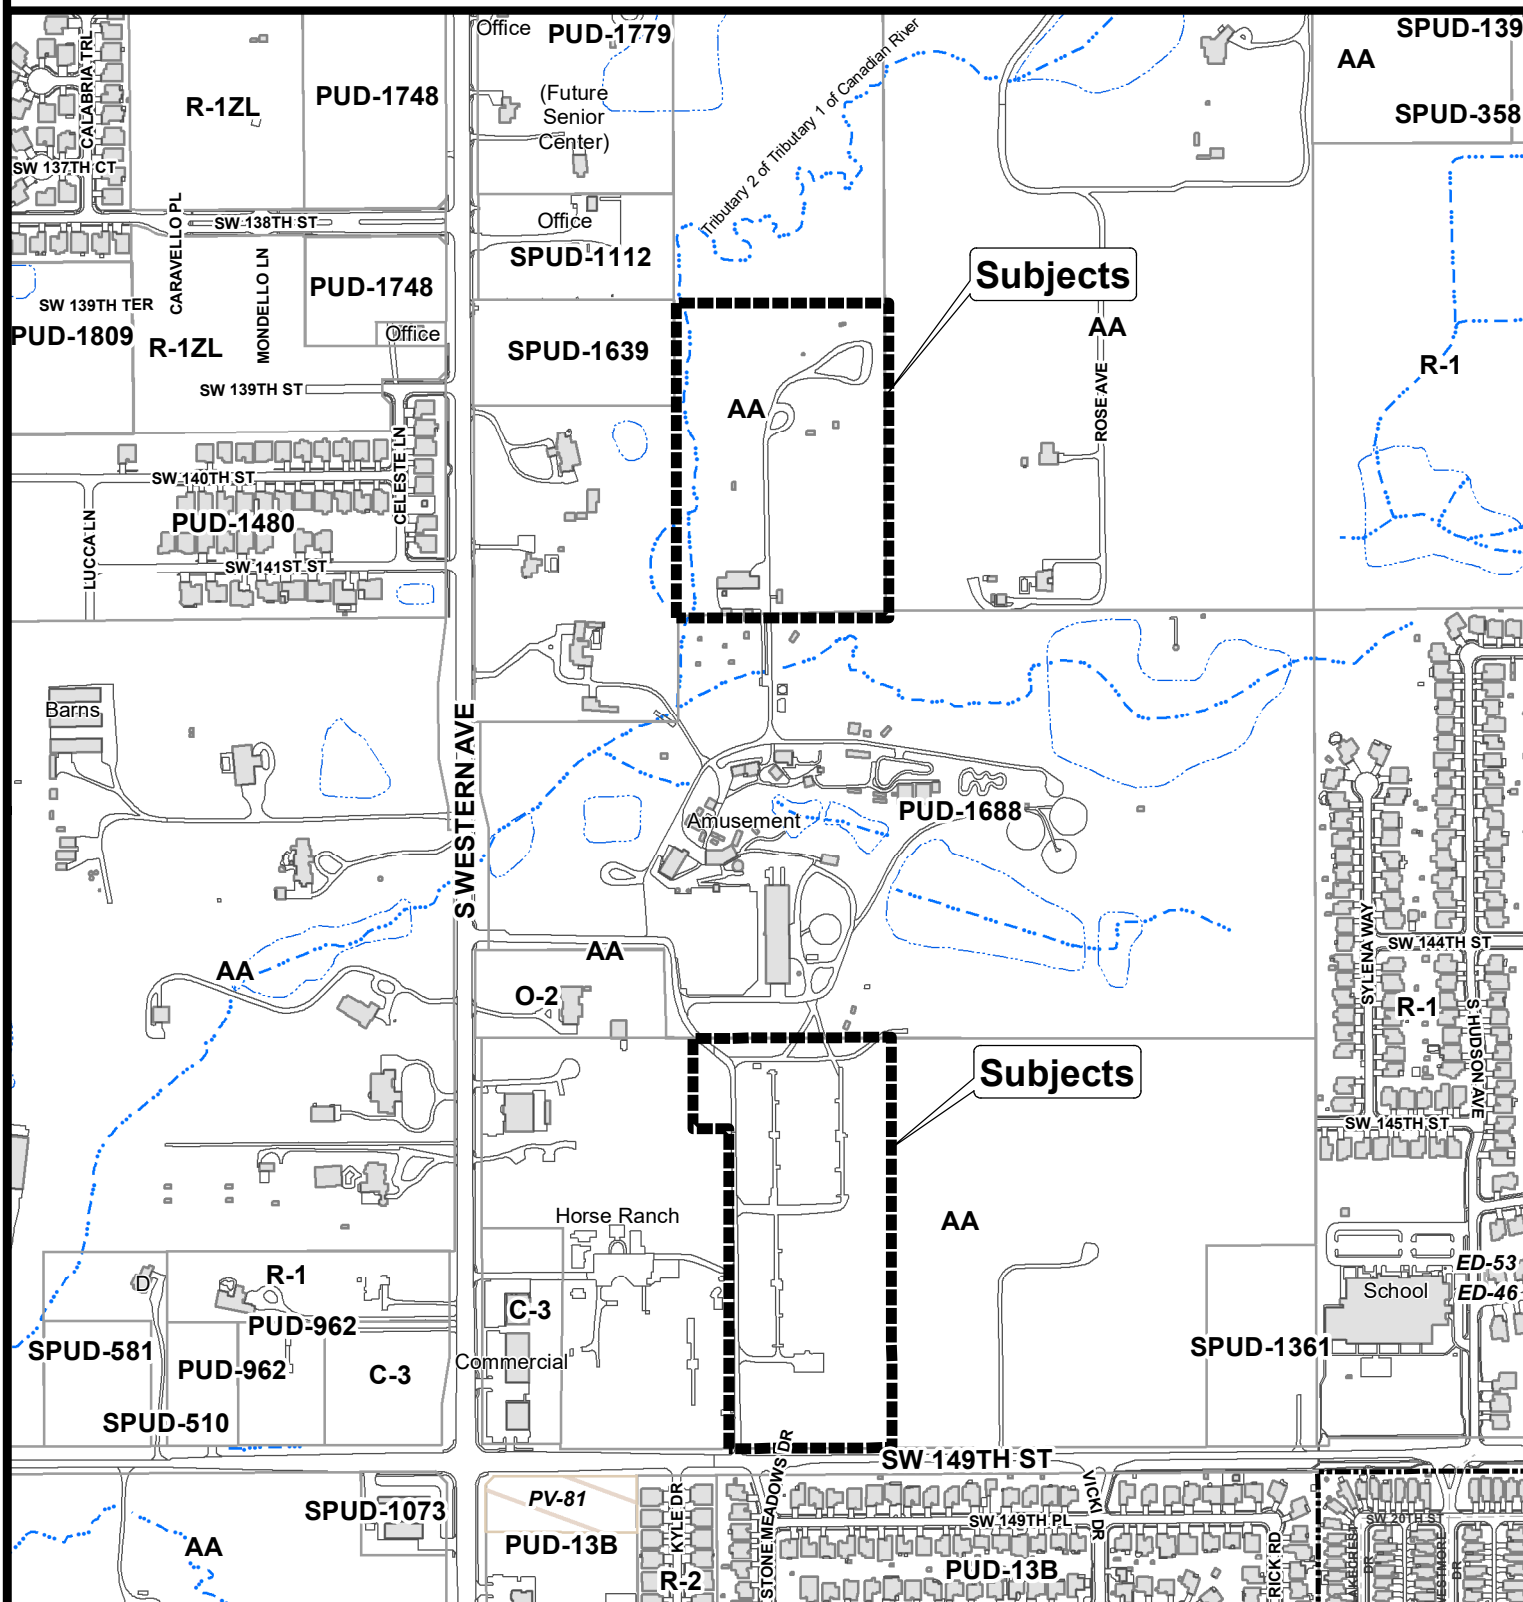 Office
PUD-1779
SPUD-139
AA
CALABRIA TRL
R-1ZL
PUD-1748
(Future
Senior
Center)
Tributary 2 of Tributary 1 of Canadian River
SPUD-358
SW 137TH CT
CARAVELLO PL
SW 138TH ST
Office
SPUD-1112
MONDELLO LN
PUD-1748
Subjects
SW 139TH TER
PUD-1809
R-1ZL
Office
SPUD-1639
AA
ROSE AVE
R-1
SW 139TH ST
AA
CELESTE LN
SW 140TH ST
LUCCA LN
PUD-1480
SW 141ST ST
Barns
S WESTERN AVE
Amusement
PUD-1688
AA
AA
O-2
SYLENA WAY
SW 144TH ST
R-1
S HUDSON AVE
Subjects
SW 145TH ST
Horse Ranch
AA
D
R-1
C-3
PUD-962
ED-53
School
ED-46
SPUD-581
PUD-962
Commercial
C-3
SPUD-1361
SPUD-510
SW 149TH ST
STONE MEADOWS DR
VICKI DR
PV-81
KYLE DR
SPUD-1073
SW 149TH PL
SW 20TH ST
AA
PUD-13B
R-2
PUD-13B
RICK RD
DR
DR